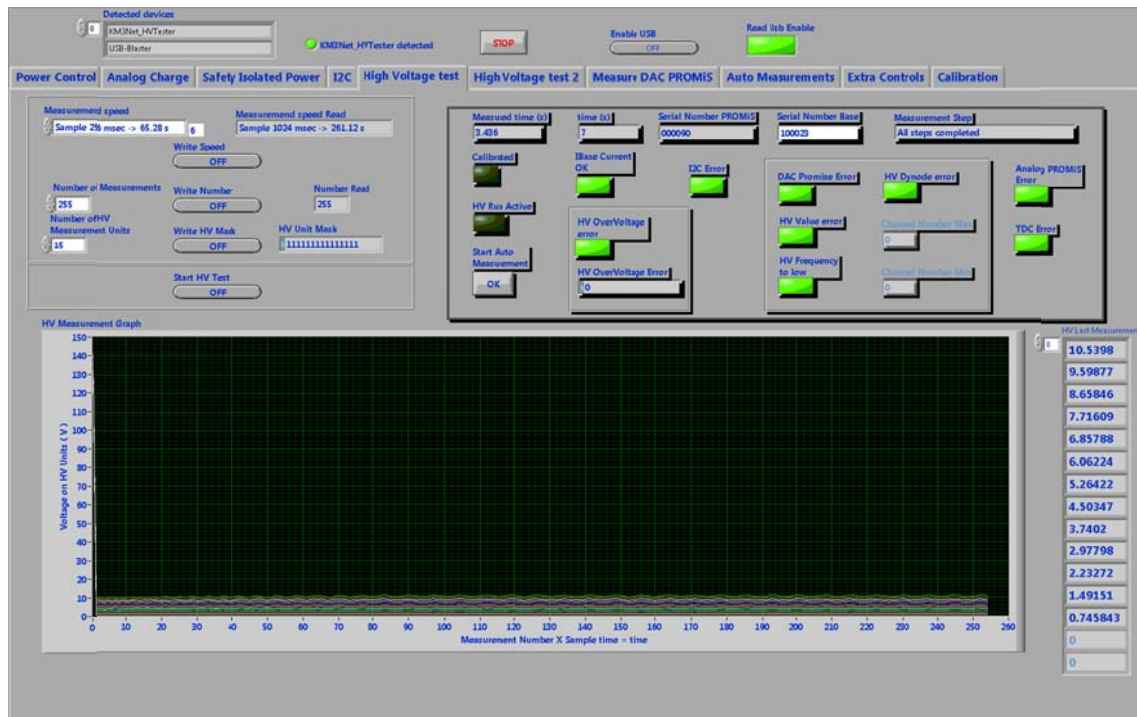 Detected devices
0
KM3Net_HVTester
USB-Blaster
KM3Net_HVTester detected
STOP
Enable USB
OFF
Read Usb Enable
Power Control
Analog Charge
Safety Isolated Power
I2C
High Voltage test
High Voltage test 2
Measure DAC PROMiS
Auto Measurements
Extra Controls
Calibration
Measurement speed
Sample 256 msec -> 65.28 s
6
Measurement speed Read
Sample 1024 msec -> 261.12 s
Write Speed
OFF
Number of Measurements
255
Write Number
OFF
Number Read
255
Number of HV
Measurement Units
15
Write HV Mask
OFF
HV Unit Mask
111111111111111
Start HV Test
OFF
Measued time (s)
3.436
time (s)
7
Serial Number PROMiS
000090
Serial Number Base
100023
Measurement Step
All steps completed
Calibrated
IBase Current
OK
I2C Error
HV Run Active
HV OverVoltage
error
Start Auto
Measuement
OK
HV OverVoltage Error
0
DAC Promise Error
HV Dynode error
HV Value error
Channel Number Max
0
HV Frequency
to low
Channel Number Min
0
Analog PROMiS
Error
TDC Error
HV Measurement Graph
Voltage on HV Units ( V )
150
140
130
120
110
100
90
80
70
60
50
40
30
20
10
0
0 10 20 30 40 50 60 70 80 90 100 110 120 130 140 150 160 170 180 190 200 210 220 230 240 250 260
Measurement Number X Sample time = time
HV Last Measuremen
0
10.5398
9.59877
8.65846
7.71609
6.85788
6.06224
5.26422
4.50347
3.7402
2.97798
2.23272
1.49151
0.745843
0
0